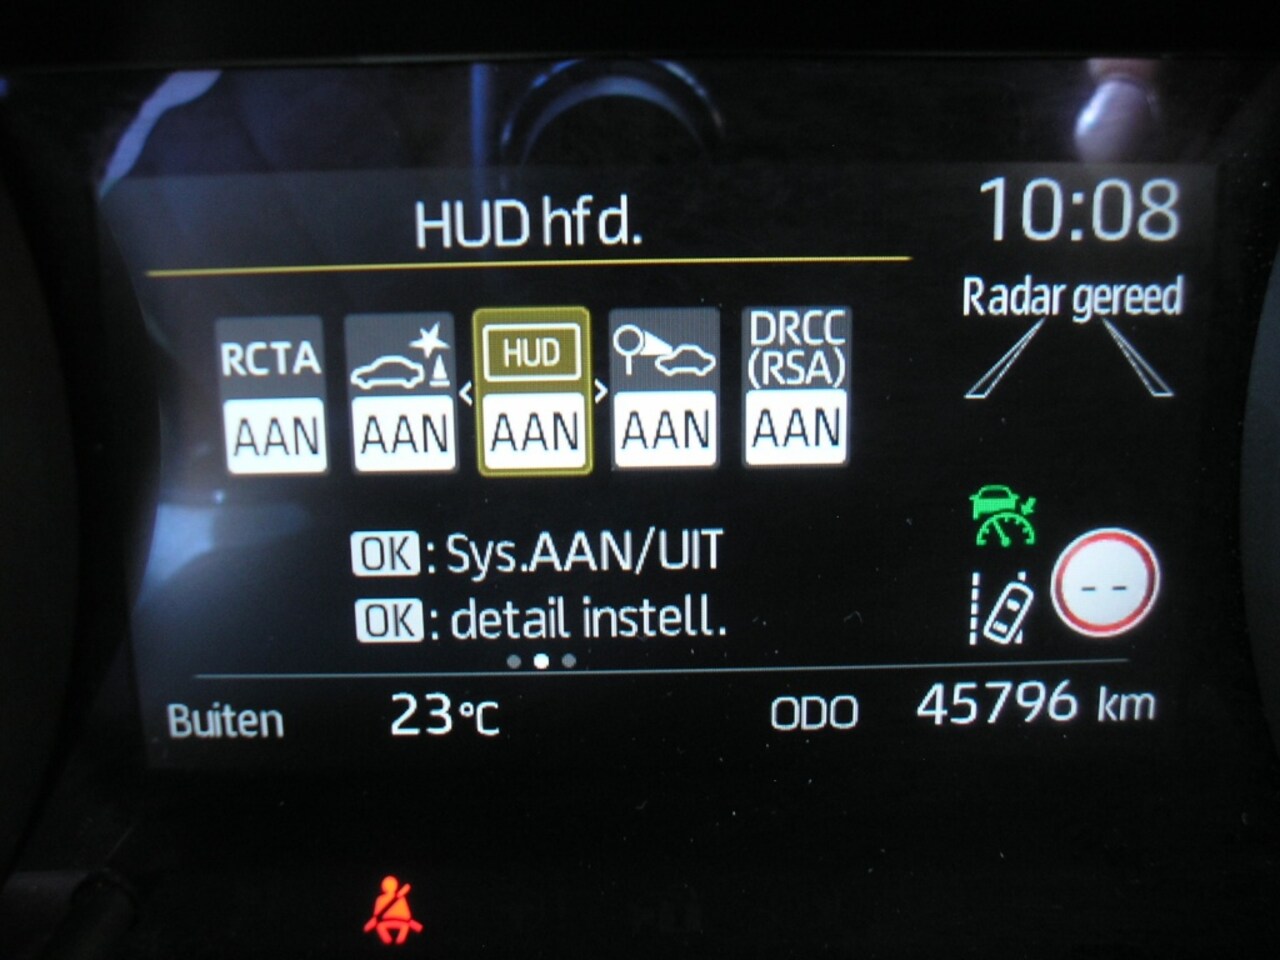 HUD hfd.
10:08
Radar gereed
RCTA
HUD
DRCC
(RSA)
AAN
AAN
AAN
AAN
AAN
OK : Sys.AAN/UIT
OK : detail instell.
--
Buiten 23°C ODO 45796 km